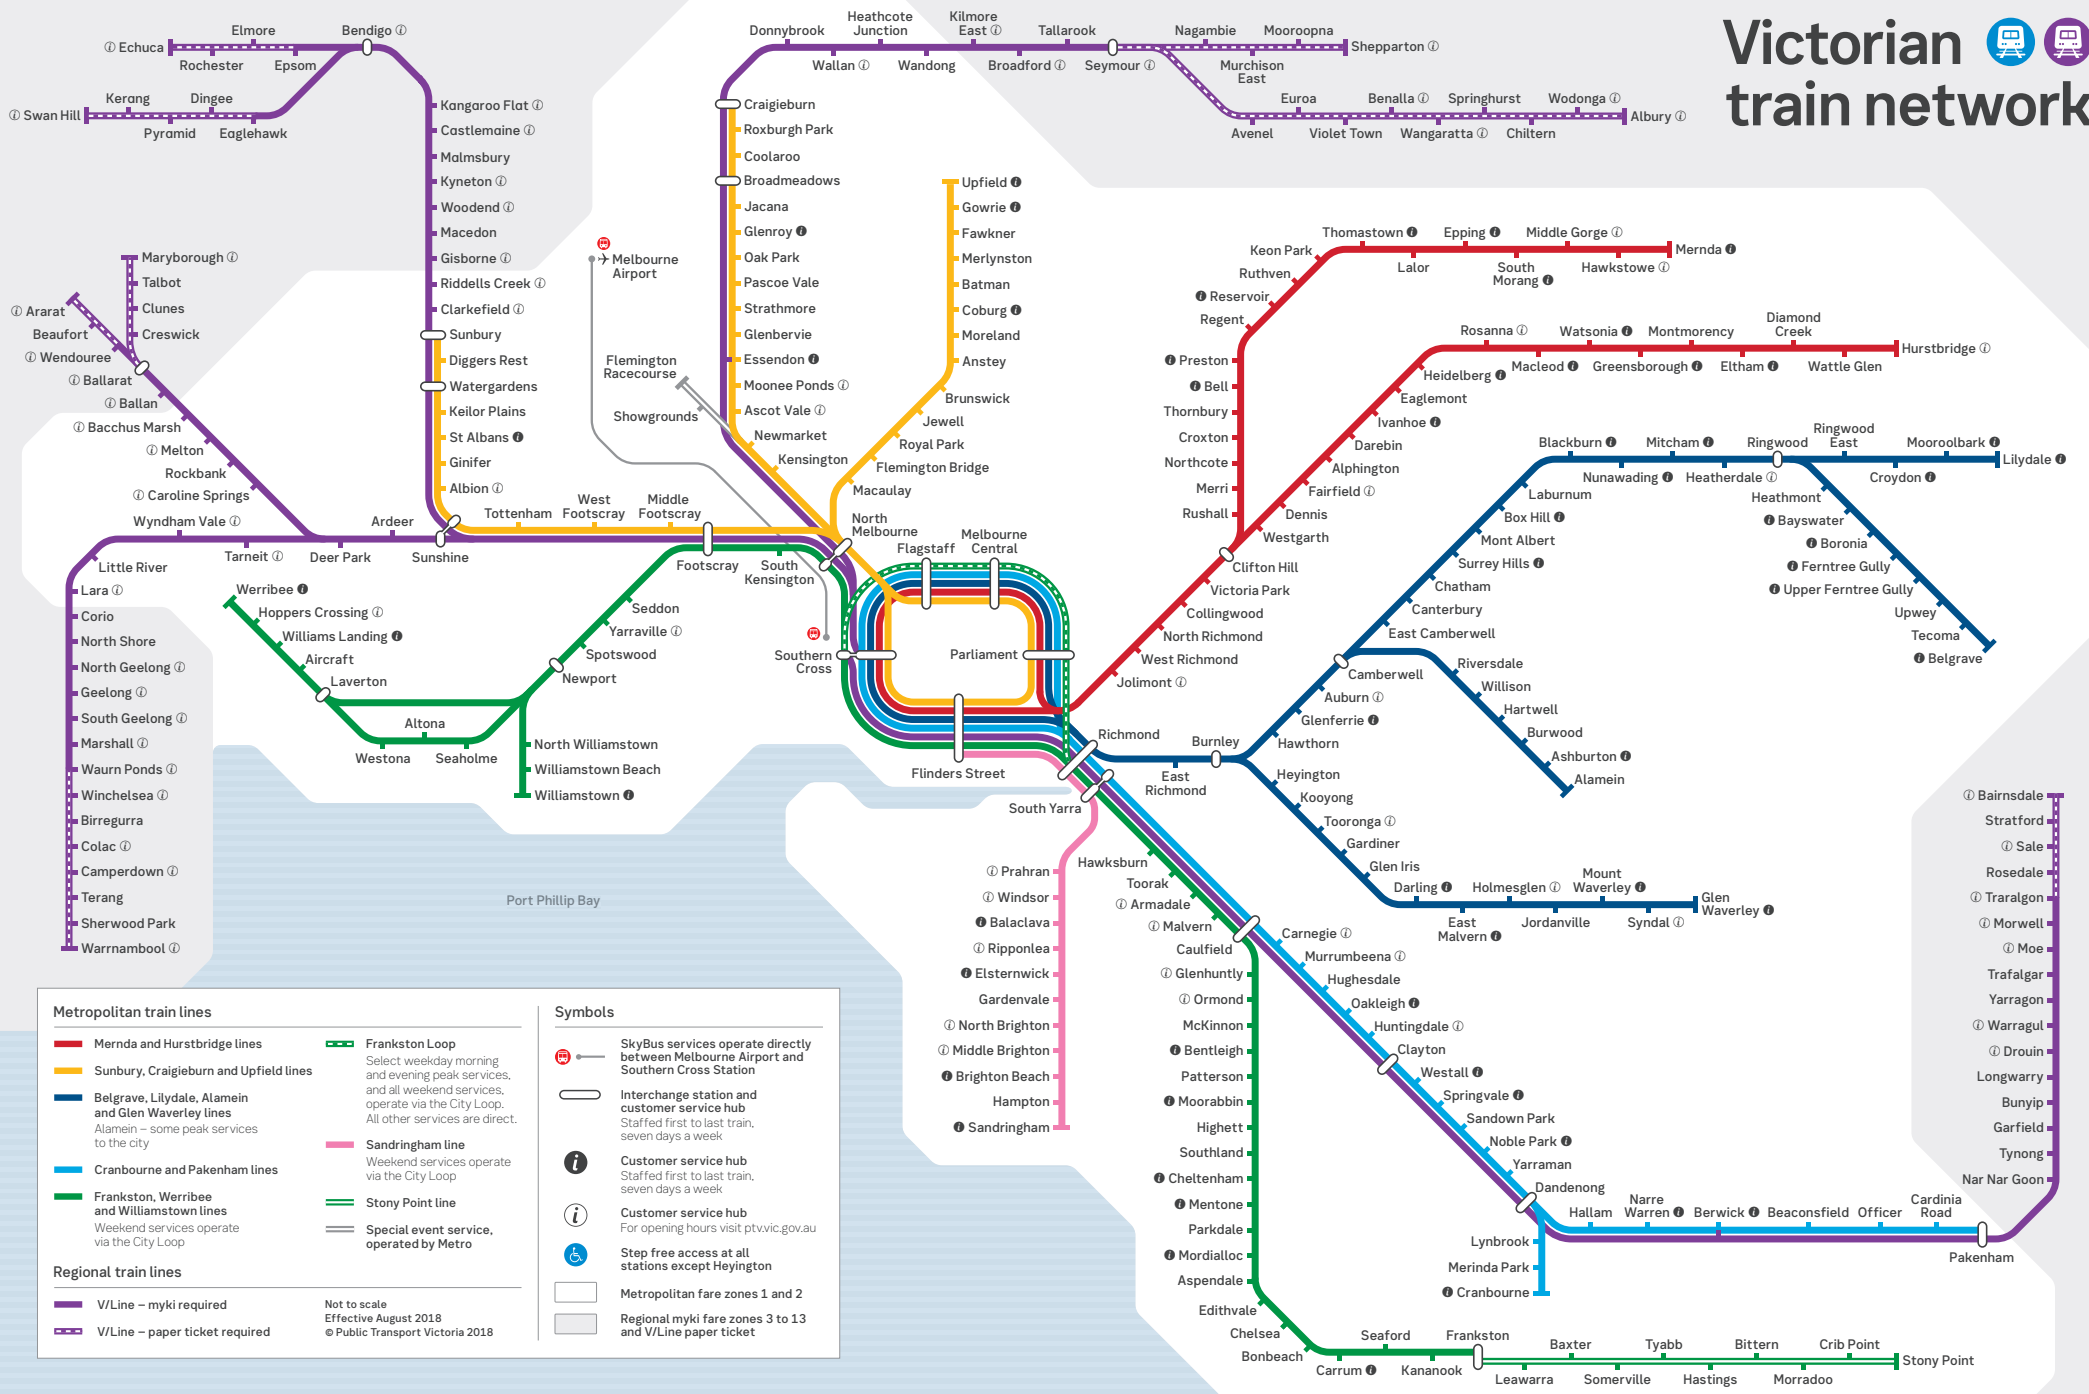 Victorian
train network
Echuca
Elmore
Rochester
Epsom
Bendigo
Swan Hill
Kerang
Dingee
Pyramid
Eaglehawk
Kangaroo Flat
Castlemaine
Malmsbury
Kyneton
Woodend
Macedon
Gisborne
Riddells Creek
Clarkefield
Sunbury
Diggers Rest
Watergardens
Keilor Plains
St Albans
Ginifer
Albion
Maryborough
Talbot
Clunes
Creswick
Ararat
Beaufort
Wendouree
Ballarat
Ballan
Bacchus Marsh
Melton
Rockbank
Caroline Springs
Wyndham Vale
Tarneit
Deer Park
Ardeer
Sunshine
Tottenham
West
Footscray
Middle
Footscray
Footscray
South
Kensington
Little River
Lara
Corio
North Shore
North Geelong
Geelong
South Geelong
Marshall
Waurn Ponds
Winchelsea
Birregurra
Colac
Camperdown
Terang
Sherwood Park
Warrnambool
Werribee
Hoppers Crossing
Williams Landing
Aircraft
Laverton
Westona
Altona
Seaholme
Seddon
Yarraville
Spotswood
Newport
North Williamstown
Williamstown Beach
Williamstown
Melbourne
Airport
Flemington
Racecourse
Showgrounds
Donnybrook
Heathcote
Junction
Kilmore
East
Tallarook
Wallan
Wandong
Broadford
Seymour
Nagambie
Mooroopna
Murchison
East
Shepparton
Euroa
Benalla
Springhurst
Wodonga
Avenel
Violet Town
Wangaratta
Chiltern
Albury
Craigieburn
Roxburgh Park
Coolaroo
Broadmeadows
Jacana
Glenroy
Oak Park
Pascoe Vale
Strathmore
Glenbervie
Essendon
Moonee Ponds
Ascot Vale
Newmarket
Kensington
Upfield
Gowrie
Fawkner
Merlynston
Batman
Coburg
Moreland
Anstey
Brunswick
Jewell
Royal Park
Flemington Bridge
Macaulay
North
Melbourne
Flagstaff
Melbourne
Central
Southern
Cross
Parliament
Flinders Street
Thomastown
Epping
Middle Gorge
Mernda
Keon Park
Lalor
South
Morang
Hawkstowe
Ruthven
Reservoir
Regent
Preston
Bell
Thornbury
Croxton
Northcote
Merri
Rushall
Rosanna
Watsonia
Montmorency
Diamond
Creek
Hurstbridge
Heidelberg
Macleod
Greensborough
Eltham
Wattle Glen
Eaglemont
Ivanhoe
Darebin
Alphington
Fairfield
Dennis
Westgarth
Clifton Hill
Victoria Park
Collingwood
North Richmond
West Richmond
Jolimont
Blackburn
Mitcham
Ringwood
Ringwood
East
Mooroolbark
Lilydale
Nunawading
Heatherdale
Croydon
Laburnum
Box Hill
Mont Albert
Surrey Hills
Chatham
Canterbury
East Camberwell
Camberwell
Auburn
Glenferrie
Hawthorn
Heathmont
Bayswater
Boronia
Ferntree Gully
Upper Ferntree Gully
Upwey
Tecoma
Belgrave
Riversdale
Willison
Hartwell
Burwood
Ashburton
Alamein
Richmond
East
Richmond
Burnley
Heyington
Kooyong
Tooronga
Gardiner
Glen Iris
Darling
Holmesglen
Mount
Waverley
Glen
Waverley
East
Malvern
Jordanville
Syndal
South Yarra
Prahran
Windsor
Balaclava
Ripponlea
Elsternwick
Gardenvale
North Brighton
Middle Brighton
Brighton Beach
Hampton
Sandringham
Hawksburn
Toorak
Armadale
Malvern
Caulfield
Glenhuntly
Ormond
McKinnon
Bentleigh
Patterson
Moorabbin
Highett
Southland
Cheltenham
Mentone
Parkdale
Mordialloc
Aspendale
Edithvale
Chelsea
Bonbeach
Carrum
Seaford
Kananook
Frankston
Leawarra
Baxter
Somerville
Tyabb
Hastings
Bittern
Morradoo
Crib Point
Stony Point
Carnegie
Murrumbeena
Hughesdale
Oakleigh
Huntingdale
Clayton
Westall
Springvale
Sandown Park
Noble Park
Yarraman
Dandenong
Lynbrook
Merinda Park
Cranbourne
Hallam
Narre
Warren
Berwick
Beaconsfield
Officer
Cardinia
Road
Pakenham
Bairnsdale
Stratford
Sale
Rosedale
Traralgon
Morwell
Moe
Trafalgar
Yarragon
Warragul
Drouin
Longwarry
Bunyip
Garfield
Tynong
Nar Nar Goon
Port Phillip Bay
Metropolitan train lines
Mernda and Hurstbridge lines
Sunbury, Craigieburn and Upfield lines
Belgrave, Lilydale, Alamein
and Glen Waverley lines
Alamein – some peak services
to the city
Cranbourne and Pakenham lines
Frankston, Werribee
and Williamstown lines
Weekend services operate
via the City Loop
Frankston Loop
Select weekday morning
and evening peak services,
and all weekend services,
operate via the City Loop.
All other services are direct.
Sandringham line
Weekend services operate
via the City Loop
Stony Point line
Special event service,
operated by Metro
Regional train lines
V/Line – myki required
V/Line – paper ticket required
Not to scale
Effective August 2018
© Public Transport Victoria 2018
Symbols
SkyBus services operate directly
between Melbourne Airport and
Southern Cross Station
Interchange station and
customer service hub
Staffed first to last train,
seven days a week
Customer service hub
Staffed first to last train,
seven days a week
Customer service hub
For opening hours visit ptv.vic.gov.au
Step free access at all
stations except Heyington
Metropolitan fare zones 1 and 2
Regional myki fare zones 3 to 13
and V/Line paper ticket